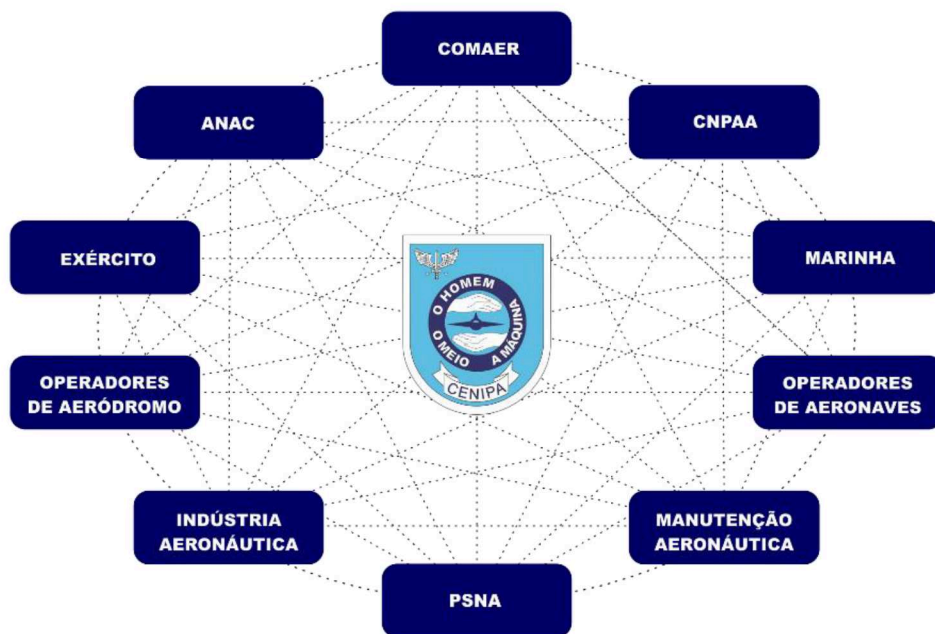 COMAER
ANAC
CNPAA
EXÉRCITO
MARINHA
O HOMEM
O MEIO
A MÁQUINA
CENIPA
OPERADORES
DE AERÓDROMO
OPERADORES
DE AERONAVES
INDÚSTRIA
AERONÁUTICA
MANUTENÇÃO
AERONÁUTICA
PSNA